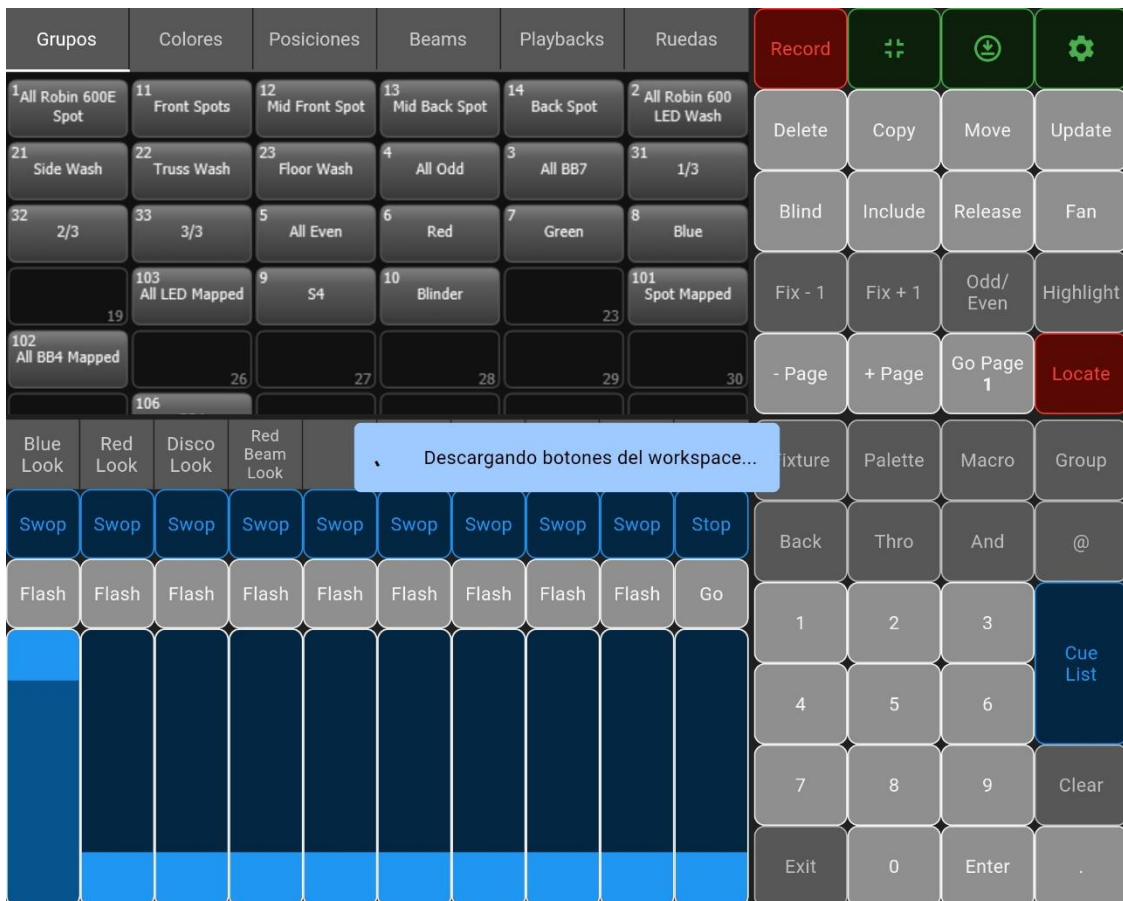 Grupos
Colores
Posiciones
Beams
Playbacks
Ruedas
Record
1
All Robin 600E
Spot
11
Front Spots
12
Mid Front Spot
13
Mid Back Spot
14
Back Spot
2
All Robin 600
LED Wash
Delete
Copy
Move
Update
21
Side Wash
22
Truss Wash
23
Floor Wash
4
All Odd
3
All BB7
31
1/3
32
2/3
33
3/3
5
All Even
6
Red
7
Green
8
Blue
Blind
Include
Release
Fan
19
103
All LED Mapped
9
S4
10
Blinder
23
101
Spot Mapped
Fix - 1
Fix + 1
Odd/
Even
Highlight
102
All BB4 Mapped
26
27
28
29
30
- Page
+ Page
Go Page
1
Locate
106
Blue
Look
Red
Look
Disco
Look
Red
Beam
Look
Descargando botones del workspace...
ixture
Palette
Macro
Group
Swop
Swop
Swop
Swop
Swop
Swop
Swop
Swop
Swop
Stop
Back
Thro
And
@
Flash
Flash
Flash
Flash
Flash
Flash
Flash
Flash
Flash
Go
1
2
3
Cue
List
4
5
6
7
8
9
Clear
Exit
0
Enter
.